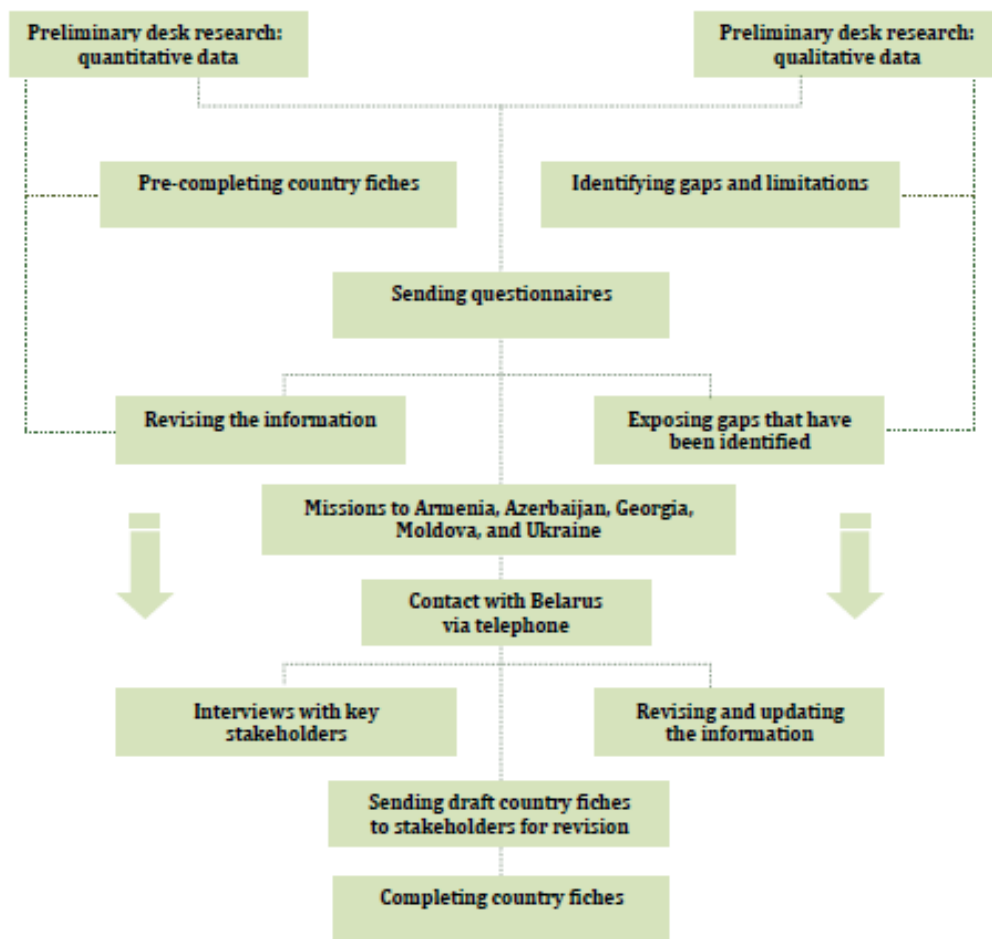 Preliminary desk research:
quantitative data
Preliminary desk research:
qualitative data
Pre-completing country fiches
Identifying gaps and limitations
Sending questionnaires
Revising the information
Exposing gaps that have
been identified
Missions to Armenia, Azerbaijan, Georgia,
Moldova, and Ukraine
Contact with Belarus
via telephone
Interviews with key
stakeholders
Revising and updating
the information
Sending draft country fiches
to stakeholders for revision
Completing country fiches